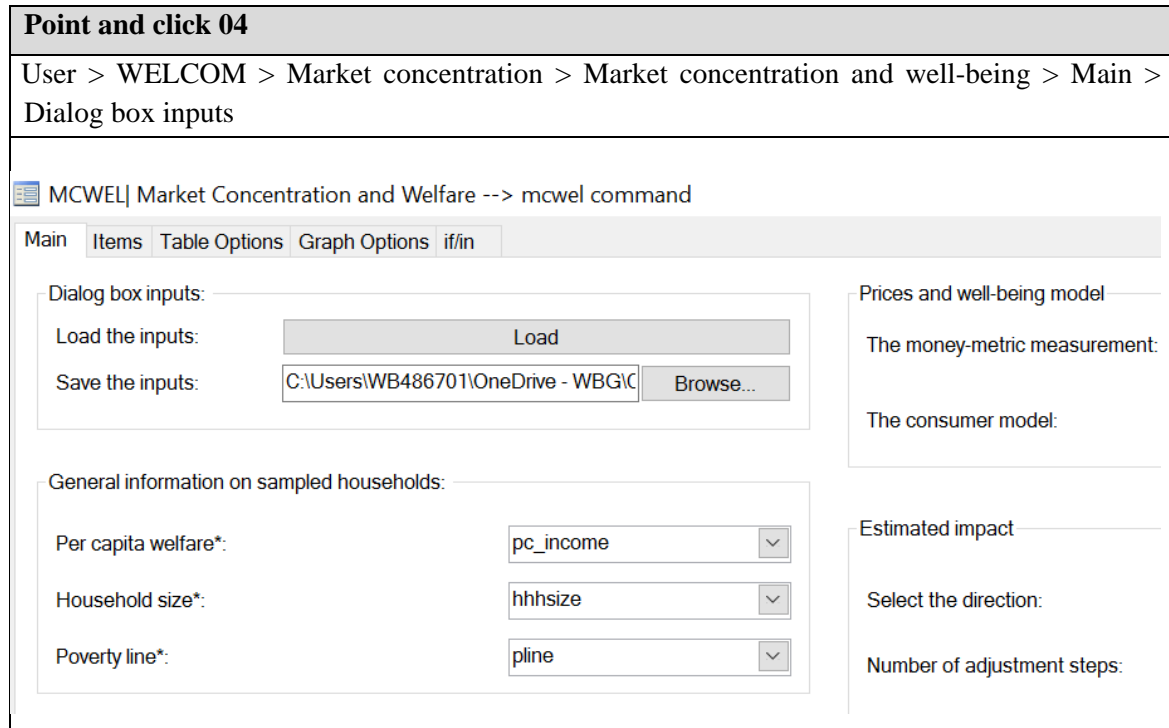 Point and click 04
User > WELCOM > Market concentration > Market concentration and well-being > Main >
Dialog box inputs
MCWEL| Market Concentration and Welfare --> mcwel command
Main Items Table Options Graph Options if/in
Dialog box inputs:
Load the inputs: Load
Save the inputs: C:\Users\WB486701\OneDrive - WBG\C Browse...
General information on sampled households:
Per capita welfare*: pc_income
Household size*: hhhsize
Poverty line*: pline
Prices and well-being model
The money-metric measurement:
The consumer model:
Estimated impact
Select the direction:
Number of adjustment steps: